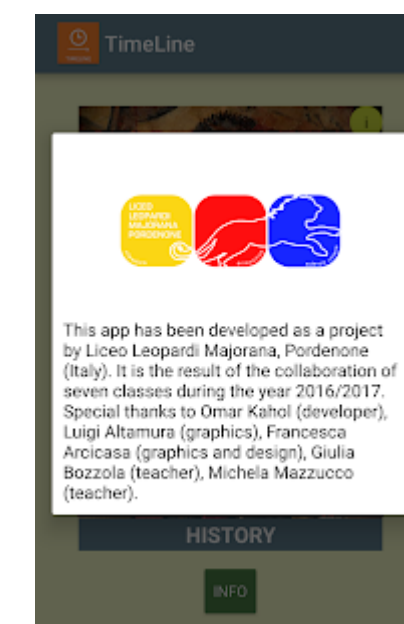 TIMELINE
TimeLine
i
LICEO
LEOPARDI
MAJORANA
PORDENONE
This app has been developed as a project
by Liceo Leopardi Majorana, Pordenone
(Italy). It is the result of the collaboration of
seven classes during the year 2016/2017.
Special thanks to Omar Kahol (developer),
Luigi Altamura (graphics), Francesca
Arcicasa (graphics and design), Giulia
Bozzola (teacher), Michela Mazzucco
(teacher).
HISTORY
INFO